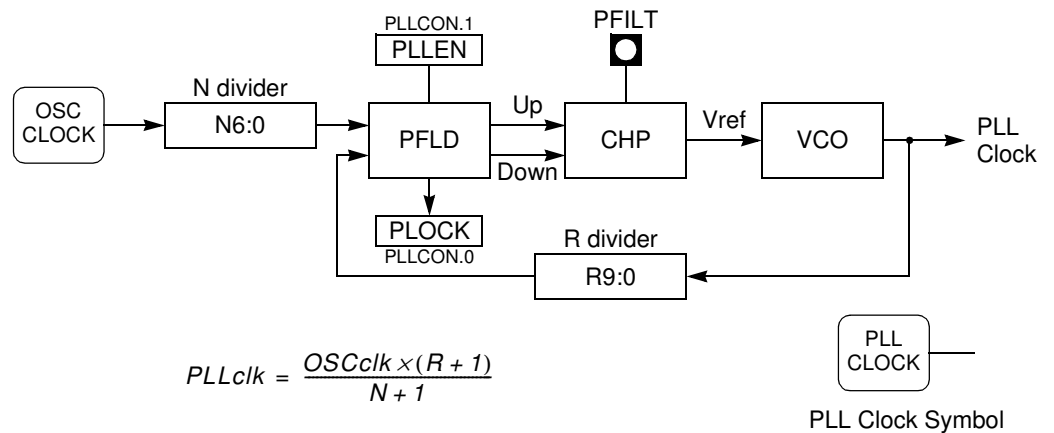 PLLCON.1
PLLEN
PFILT
N divider
OSC
CLOCK
N6:0
PFLD
Up
Down
CHP
Vref
VCO
PLL
Clock
PLOCK
PLLCON.0
R divider
R9:0
PLLclk = OSCclk × (R + 1)
N + 1
PLL
CLOCK
PLL Clock Symbol